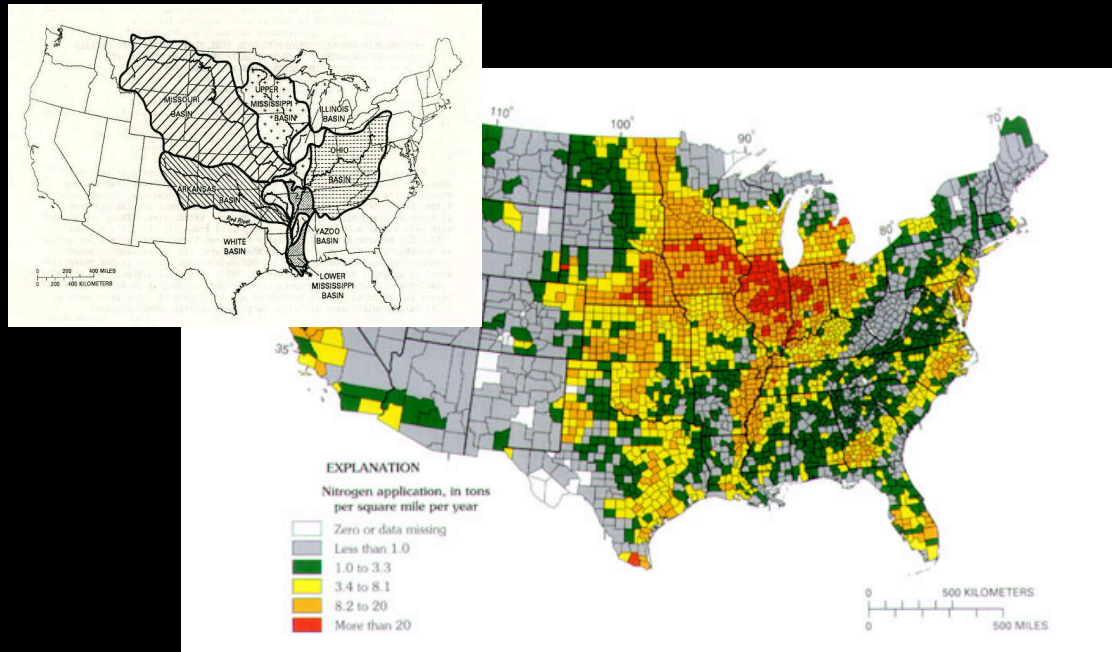 MISSOURI
BASIN
UPPER
MISSISSIPPI
BASIN
ILLINOIS
BASIN
OHIO
BASIN
ARKANSAS
BASIN
Red River
WHITE
BASIN
YAZOO
BASIN
LOWER
MISSISSIPPI
BASIN
0 200 400 MILES
0 200 400 KILOMETERS
110°
100°
90°
80°
70°
35°
EXPLANATION
Nitrogen application, in tons
per square mile per year
Zero or data missing
Less than 1.0
1.0 to 3.3
3.4 to 8.1
8.2 to 20
More than 20
0 500 KILOMETERS
0 500 MILES